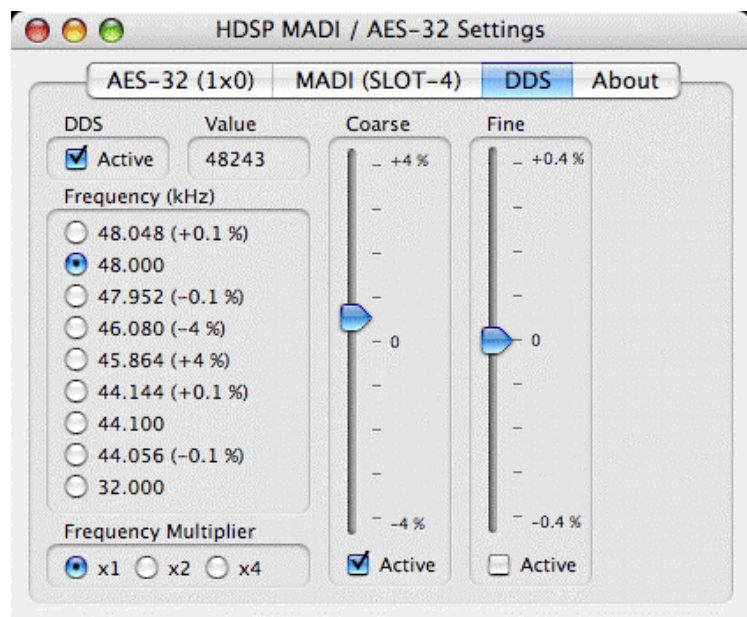 HDSP MADI / AES-32 Settings
AES-32 (1x0) MADI (SLOT-4) DDS About
DDS Value Coarse Fine
Active 48243
+4 % +0.4 %
Frequency (kHz)
48.048 (+0.1 %)
48.000
47.952 (-0.1 %)
46.080 (-4 %)
0 0
45.864 (+4 %)
44.144 (+0.1 %)
44.100
44.056 (-0.1 %)
32.000
-4 % -0.4 %
Frequency Multiplier
x1 x2 x4 Active Active